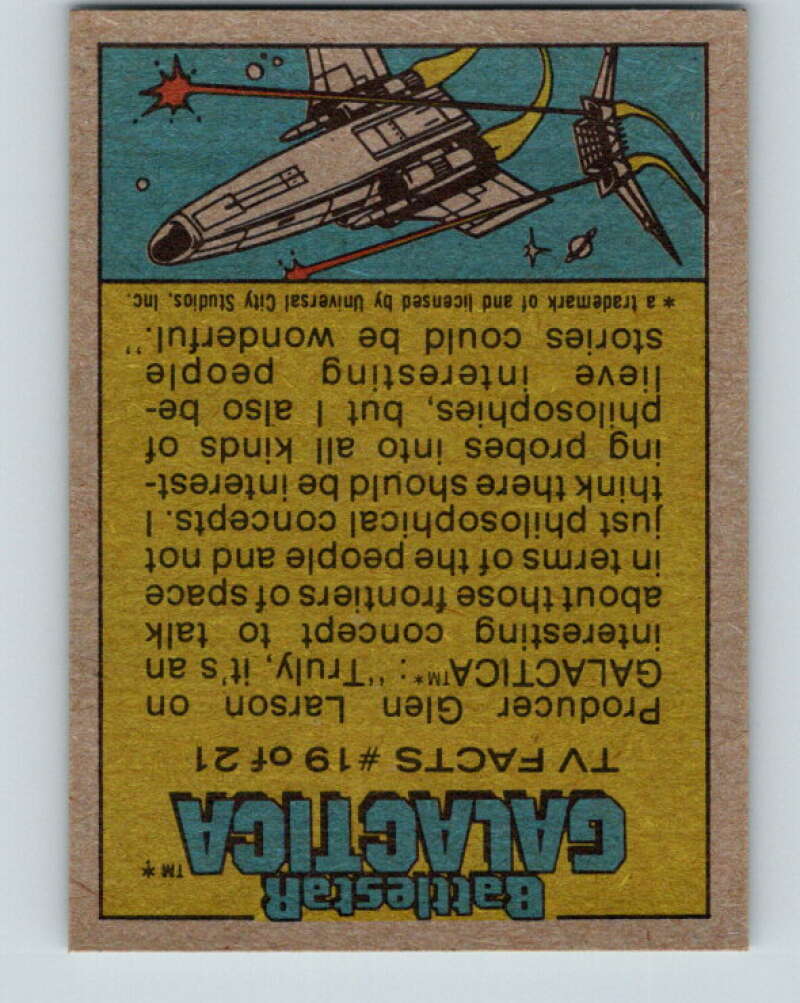 BattlestaR
GALACTICA™*
TV FACTS #19 of 21
Producer Glen Larson on
GALACTICA™*: "Truly, it's an
interesting concept to talk
about those frontiers of space
in terms of the people and not
just philosophical concepts. I
think there should be interest-
ing probes into all kinds of
philosophies, but I also be-
lieve interesting people
stories could be wonderful."
* a trademark of and licensed by Universal City Studios, Inc.